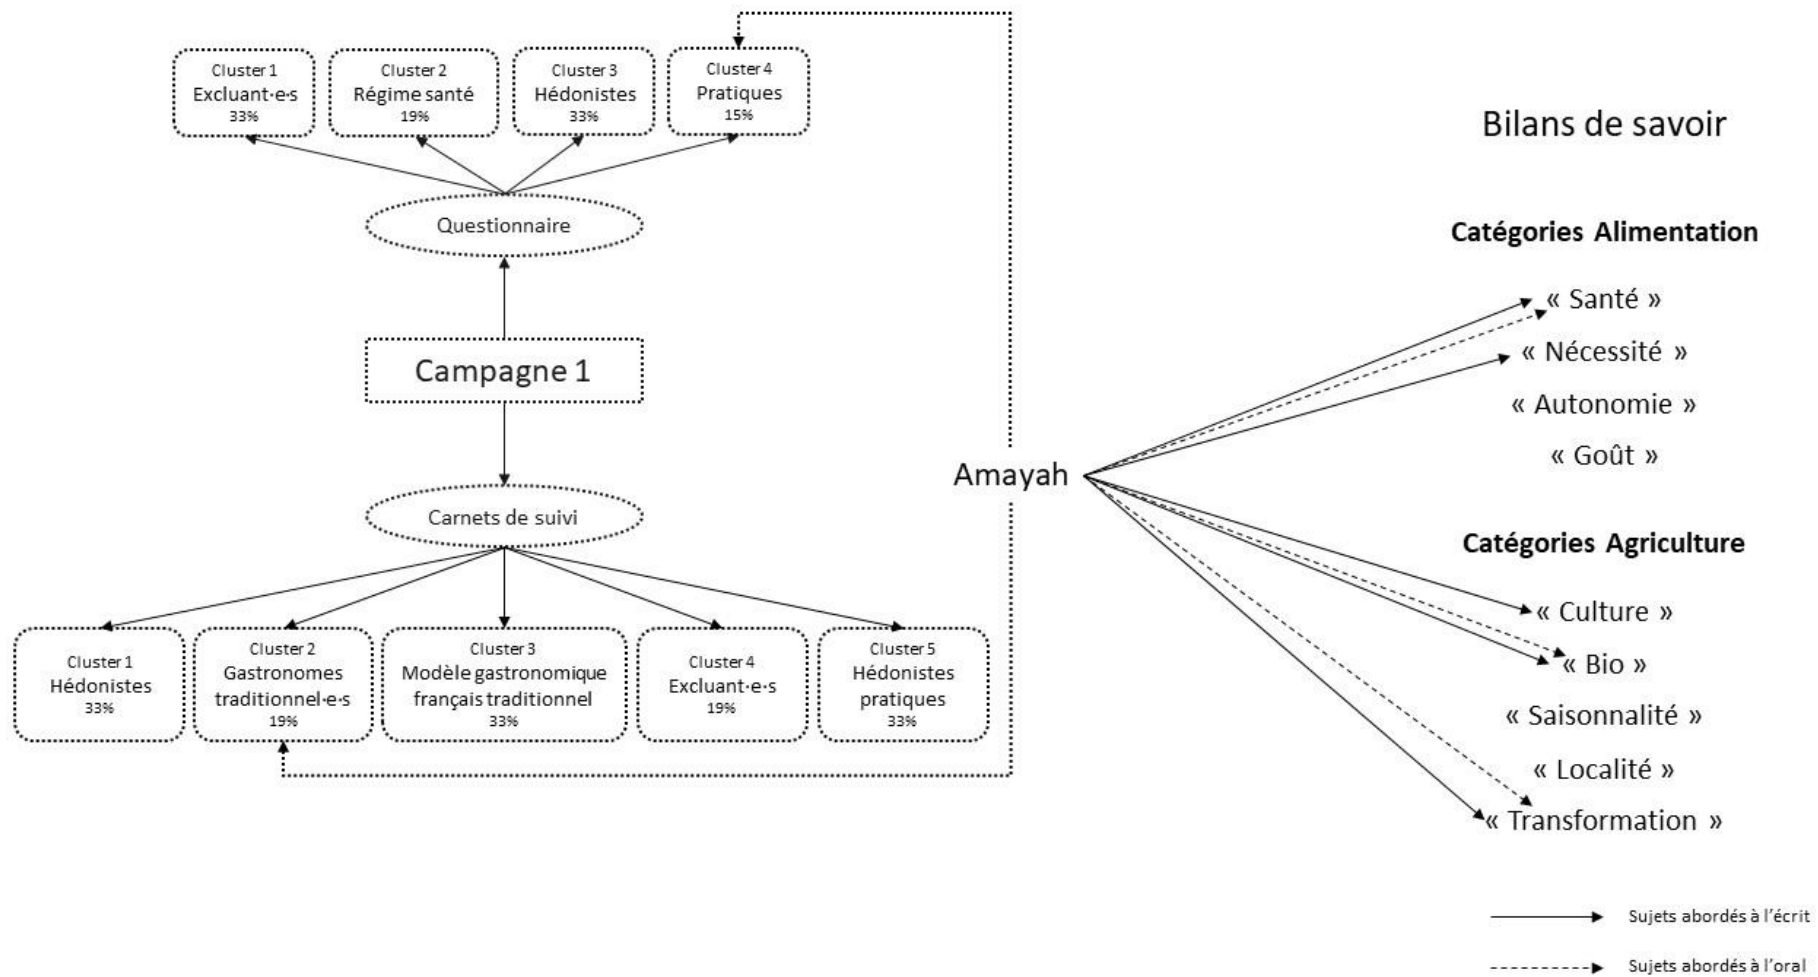 Cluster 1
Excluant·e·s
33%
Cluster 2
Régime santé
19%
Cluster 3
Hédonistes
33%
Cluster 4
Pratiques
15%
Questionnaire
Campagne 1
Carnets de suivi
Cluster 1
Hédonistes
33%
Cluster 2
Gastronomes
traditionnel·e·s
19%
Cluster 3
Modèle gastronomique
français traditionnel
33%
Cluster 4
Excluant·e·s
19%
Cluster 5
Hédonistes
pratiques
33%
Amayah
Bilans de savoir
Catégories Alimentation
« Santé »
« Nécessité »
« Autonomie »
« Goût »
Catégories Agriculture
« Culture »
« Bio »
« Saisonnalité »
« Localité »
« Transformation »
Sujets abordés à l'écrit
Sujets abordés à l'oral